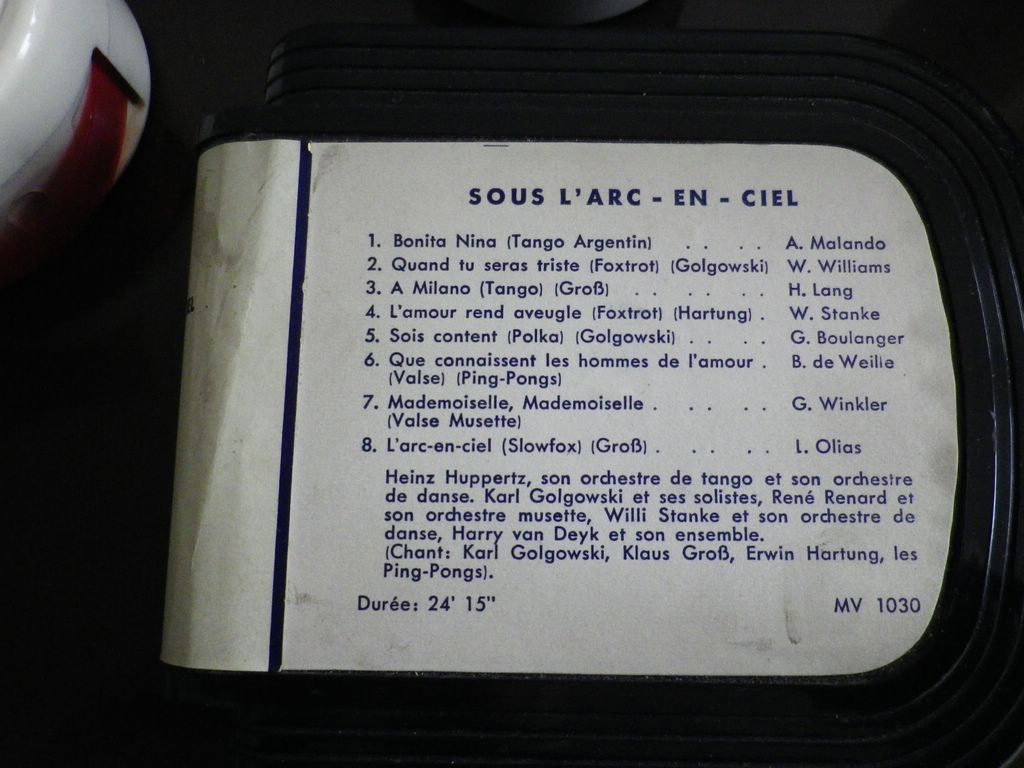 SOUS L'ARC - EN - CIEL
1. Bonita Nina (Tango Argentin) . . . . A. Malando
2. Quand tu seras triste (Foxtrot) (Golgowski) W. Williams
3. A Milano (Tango) (Groß) . . . . . . H. Lang
4. L'amour rend aveugle (Foxtrot) (Hartung) . W. Stanke
5. Sois content (Polka) (Golgowski) . . . . G. Boulanger
6. Que connaissent les hommes de l'amour . B. de Weille
(Valse) (Ping-Pongs)
7. Mademoiselle, Mademoiselle . . . . . G. Winkler
(Valse Musette)
8. L'arc-en-ciel (Slowfox) (Groß) . . . . . L. Olias
Heinz Huppertz, son orchestre de tango et son orchestre
de danse. Karl Golgowski et ses solistes, René Renard et
son orchestre musette, Willi Stanke et son orchestre de
danse, Harry van Deyk et son ensemble.
(Chant: Karl Golgowski, Klaus Groß, Erwin Hartung, les
Ping-Pongs).
Durée: 24' 15" MV 1030